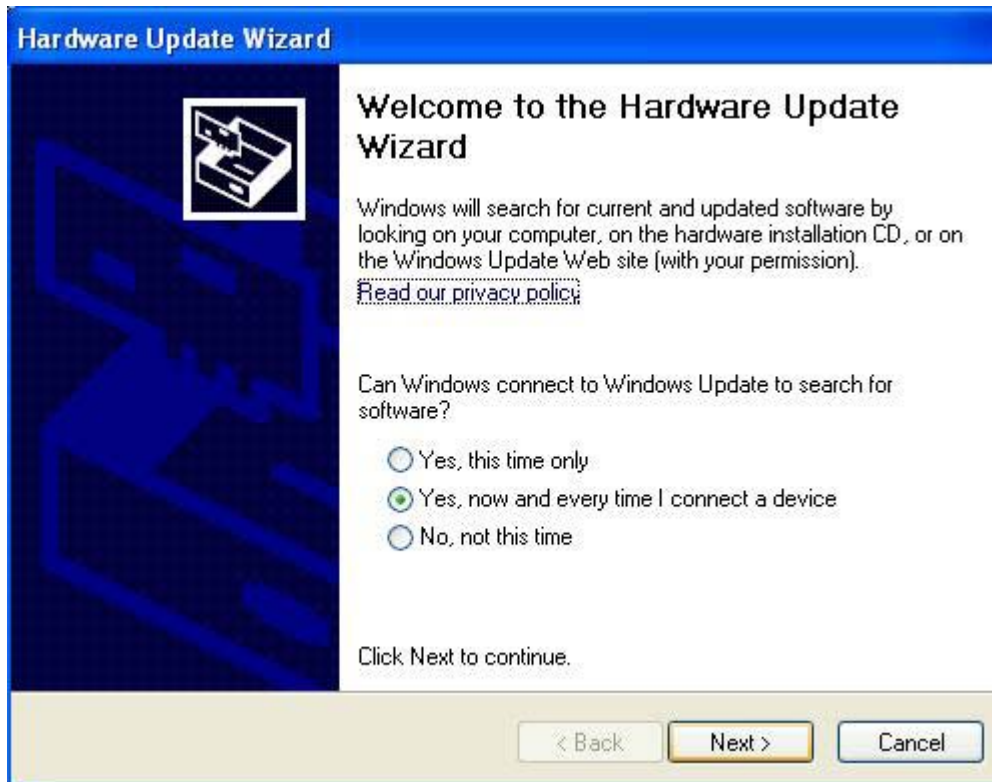 Hardware Update Wizard
Welcome to the Hardware Update
Wizard
Windows will search for current and updated software by
looking on your computer, on the hardware installation CD, or on
the Windows Update Web site (with your permission).
Read our privacy policy
Can Windows connect to Windows Update to search for
software?
Yes, this time only
Yes, now and every time I connect a device
No, not this time
Click Next to continue.
< Back
Next >
Cancel